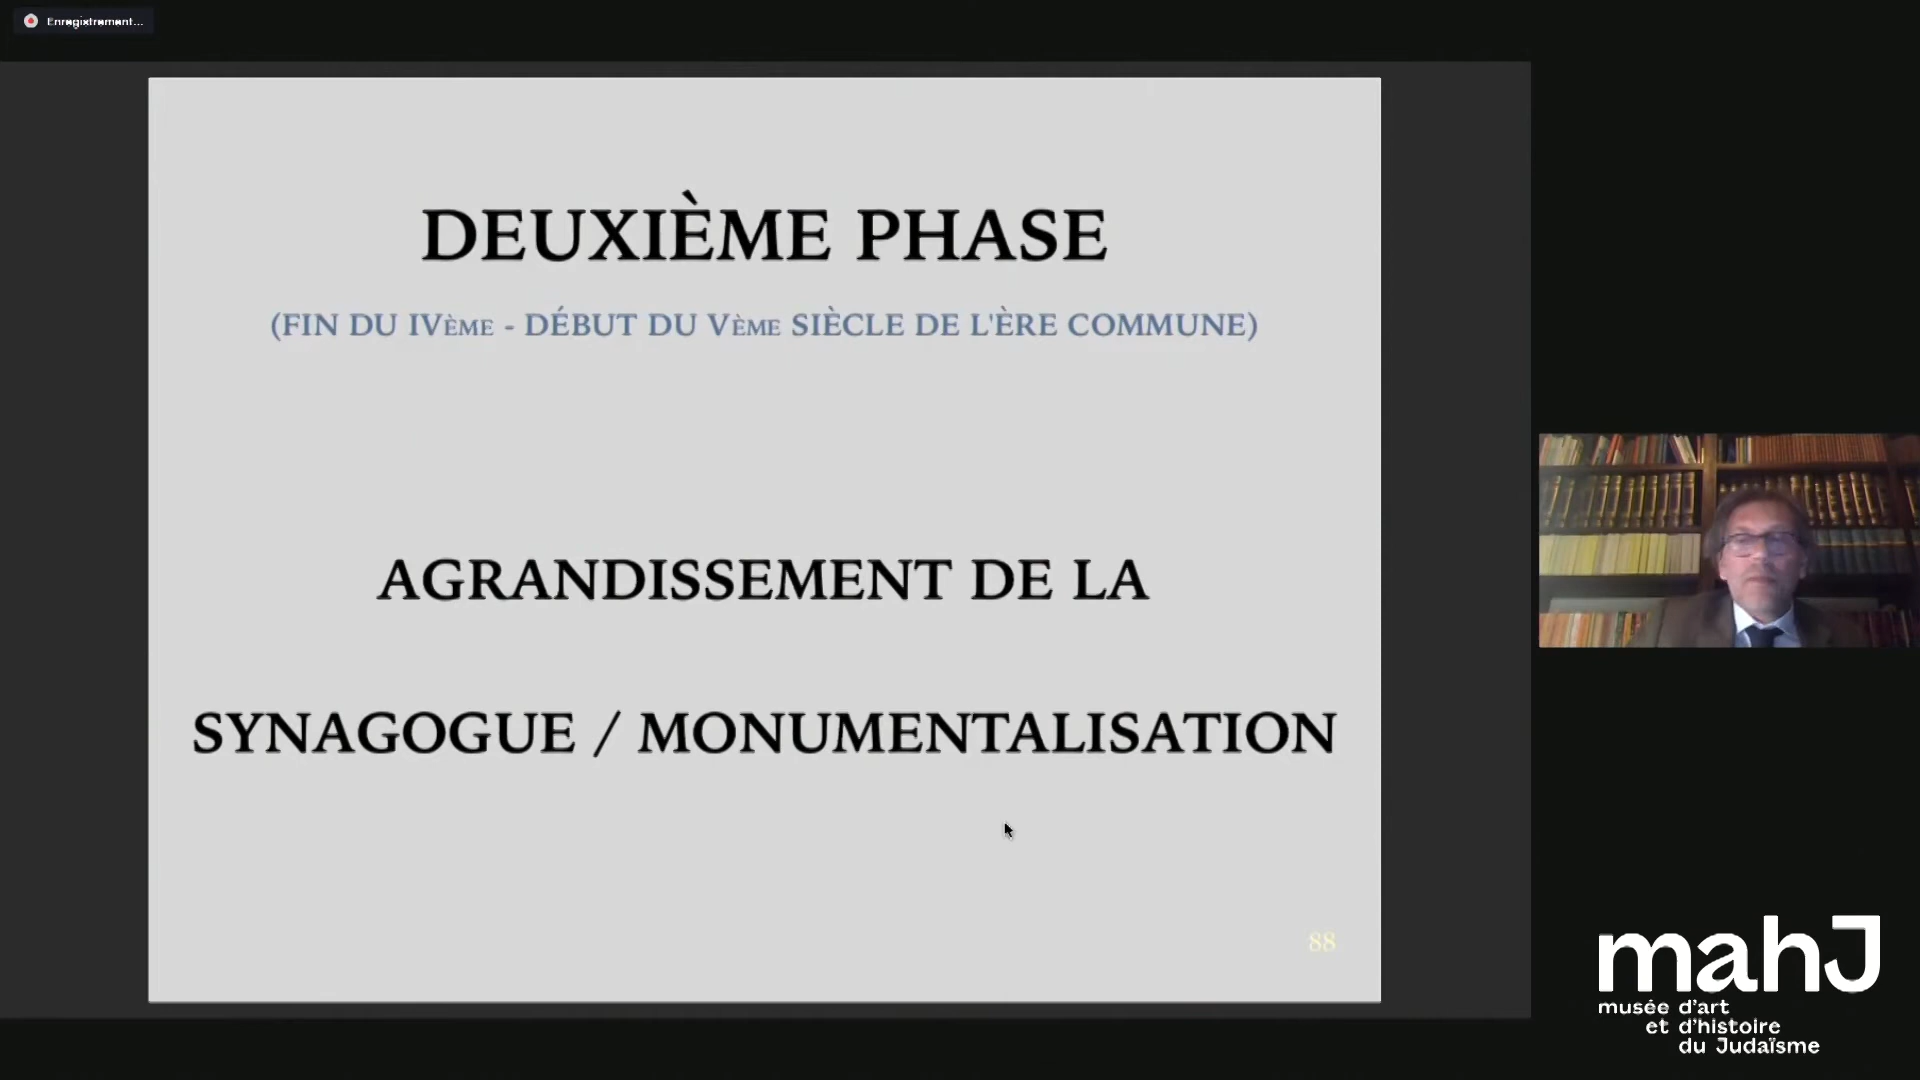 Enregistrement...
DEUXIÈME PHASE
(FIN DU IVÈME - DÉBUT DU VÈME SIÈCLE DE L'ÈRE COMMUNE)
AGRANDISSEMENT DE LA
SYNAGOGUE / MONUMENTALISATION
88
mahJ
musée d'art
et d'histoire
du Judaïsme